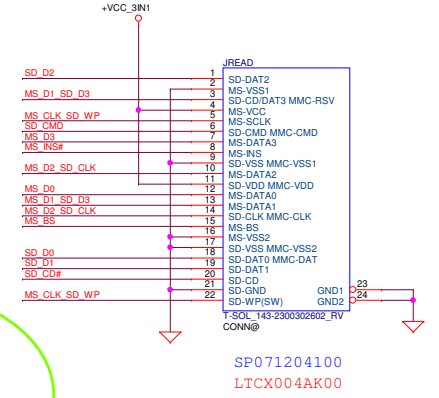 +VCC_3IN1
JREAD
SD_D2 1 SD-DAT2
2 MS-VSS1
MS_D1_SD_D3 3 SD-CD/DAT3 MMC-RSV
4 MS-VCC
MS_CLK_SD_WP 5 MS-SCLK
SD_CMD 6 SD-CMD MMC-CMD
MS_D3 7 MS-DATA3
MS_INS# 8 MS-INS
9 SD-VSS MMC-VSS1
MS_D2_SD_CLK 10 MS-DATA2
11 SD-VDD MMC-VDD
MS_D0 12 MS-DATA0
MS_D1_SD_D3 13 MS-DATA1
MS_D2_SD_CLK 14 SD-CLK MMC-CLK
MS_BS 15 MS-BS
16 MS-VSS2
17 SD-VSS MMC-VSS2
SD_D0 18 SD-DAT0 MMC-DAT
SD_D1 19 SD-DAT1
SD_CD# 20 SD-CD
21 SD-GND GND1 23
MS_CLK_SD_WP 22 SD-WP(SW) GND2 24
T-SOL_143-2300302602_RV
CONN@
SP071204100
LTCX004AK00